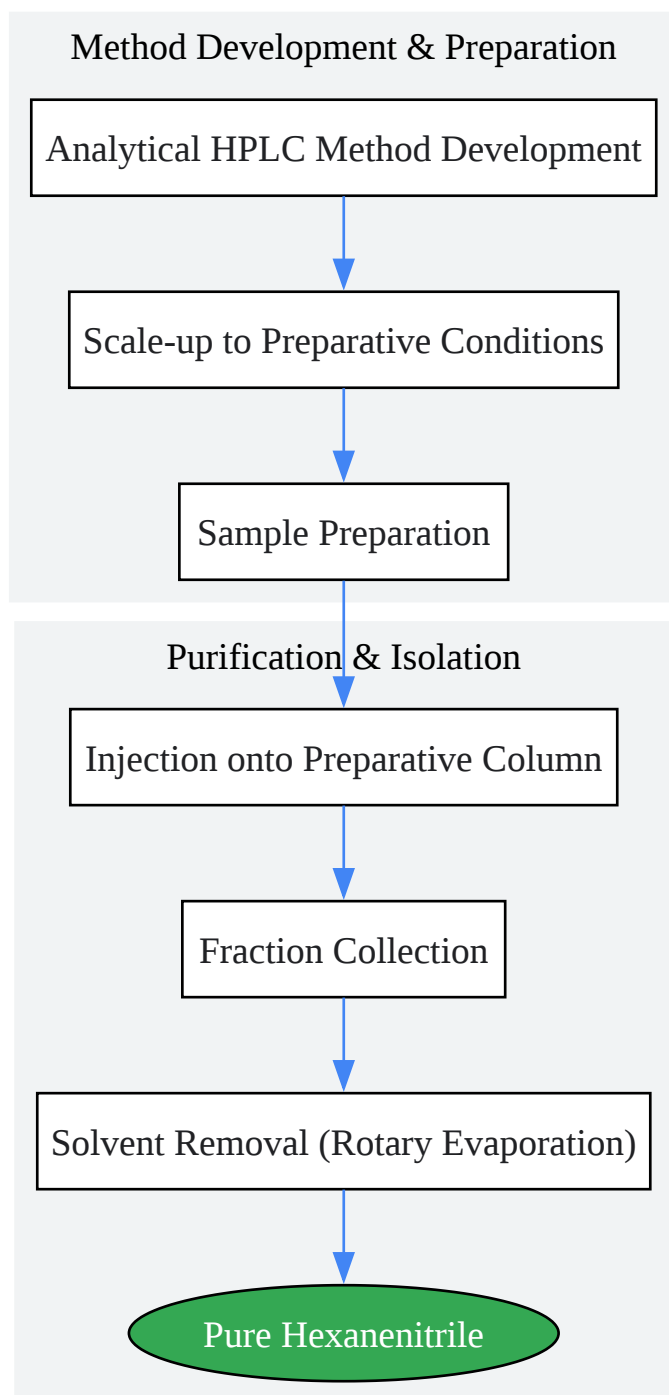 Method Development & Preparation
Analytical HPLC Method Development
Scale-up to Preparative Conditions
Sample Preparation
Purification & Isolation
Injection onto Preparative Column
Fraction Collection
Solvent Removal (Rotary Evaporation)
Pure Hexanenitrile